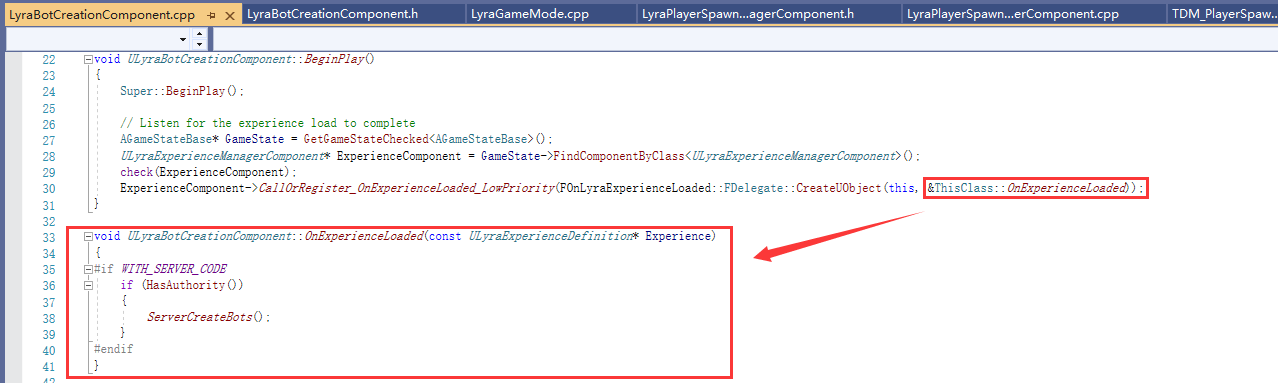 LyraBotCreationComponent.cpp LyraBotCreationComponent.h LyraGameMode.cpp LyraPlayerSpawn...agerComponent.h LyraPlayerSpawn...erComponent.cpp TDM_PlayerSpaw
22 void ULyraBotCreationComponent::BeginPlay()
23 {
24 Super::BeginPlay();
25
26 // Listen for the experience load to complete
27 AGameStateBase* GameState = GetGameStateChecked<AGameStateBase>();
28 ULyraExperienceManagerComponent* ExperienceComponent = GameState->FindComponentByClass<ULyraExperienceManagerComponent>();
29 check(ExperienceComponent);
30 ExperienceComponent->CallOrRegister_OnExperienceLoaded_LowPriority(FOnLyraExperienceLoaded::FDelegate::CreateUObject(this, &ThisClass::OnExperienceLoaded));
31 }
32
33 void ULyraBotCreationComponent::OnExperienceLoaded(const ULyraExperienceDefinition* Experience)
34 {
35 #if WITH_SERVER_CODE
36 if (HasAuthority())
37 {
38 ServerCreateBots();
39 }
40 #endif
41 }